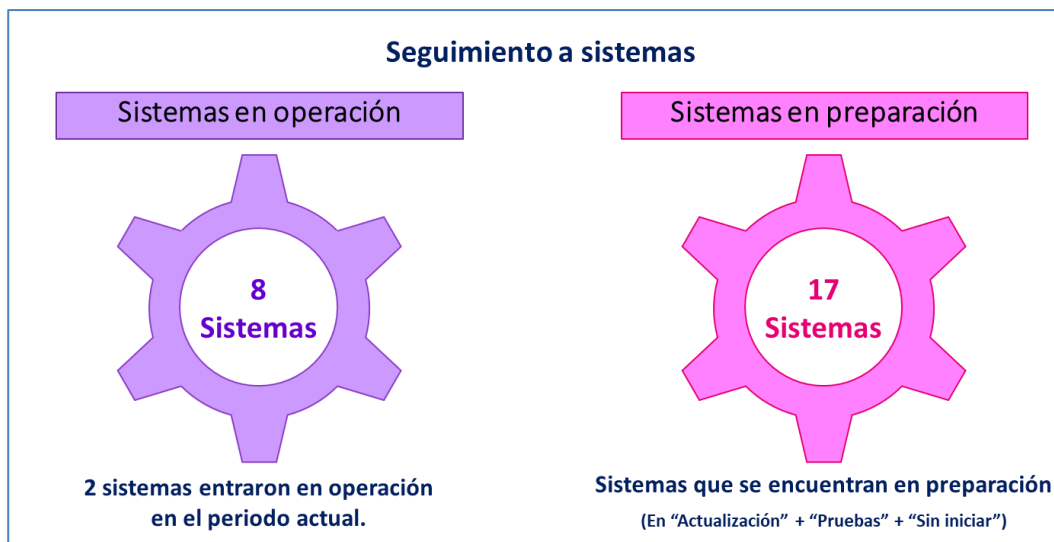 Seguimiento a sistemas
Sistemas en operación
Sistemas en preparación
8
Sistemas
17
Sistemas
2 sistemas entraron en operación
en el periodo actual.
Sistemas que se encuentran en preparación
(En “Actualización” + “Pruebas” + “Sin iniciar”)